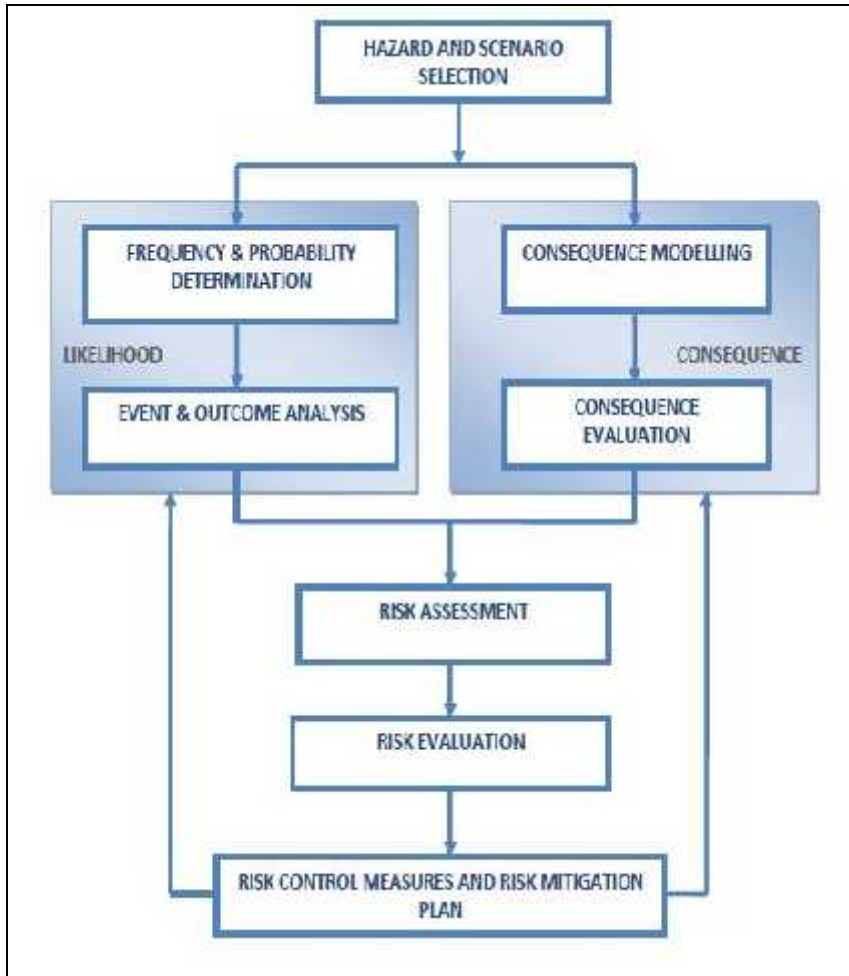 HAZARD AND SCENARIO
SELECTION
FREQUENCY & PROBABILITY
DETERMINATION
CONSEQUENCE MODELLING
LIKELIHOOD
CONSEQUENCE
EVENT & OUTCOME ANALYSIS
CONSEQUENCE
EVALUATION
RISK ASSESSMENT
RISK EVALUATION
RISK CONTROL MEASURES AND RISK MITIGATION
PLAN